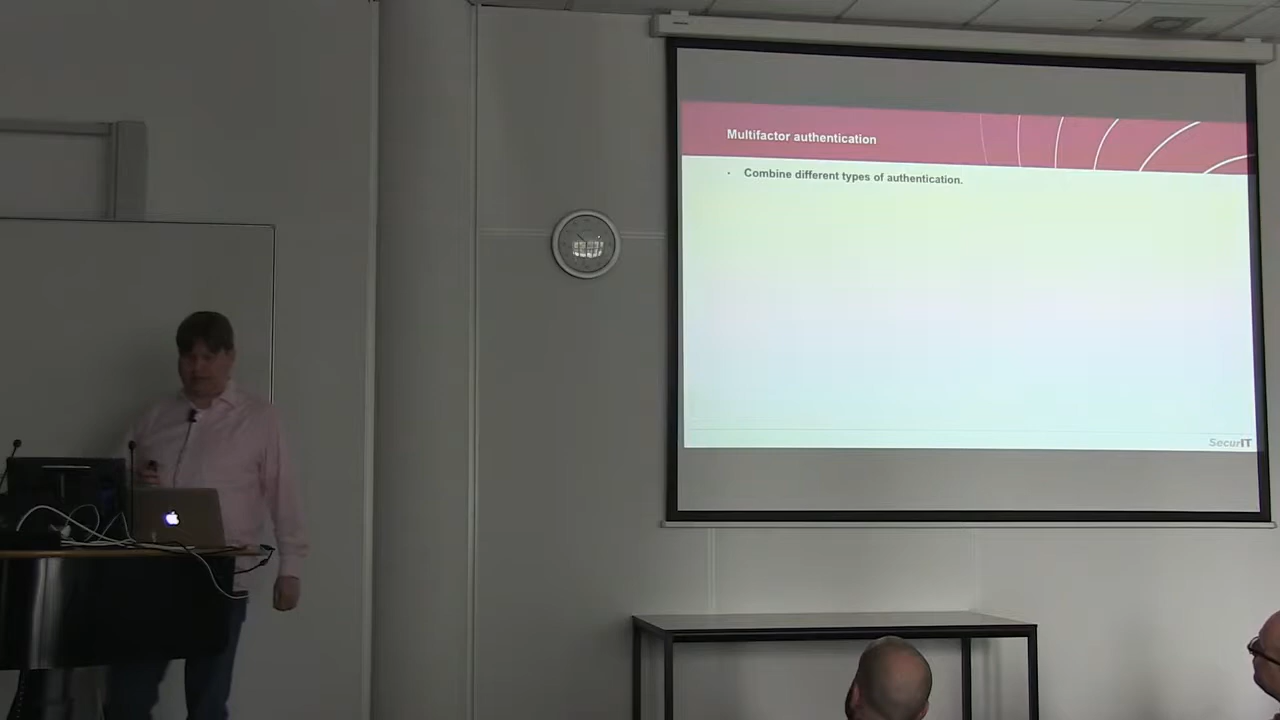 Multifactor authentication
· Combine different types of authentication.
SecurIT